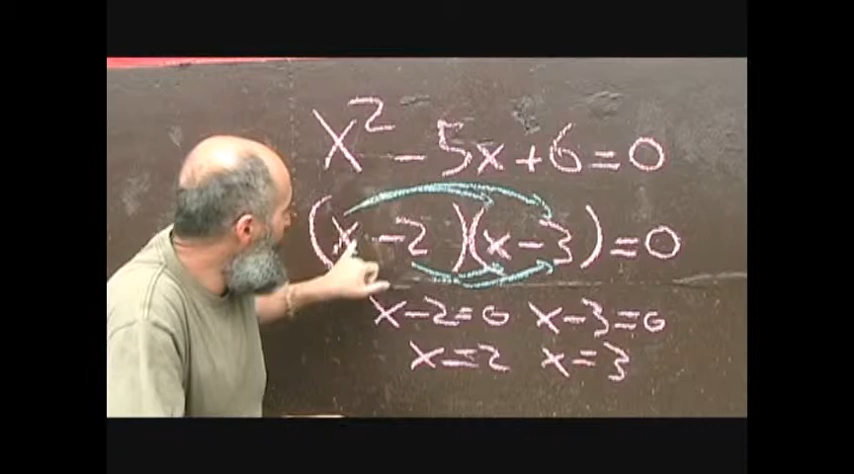 x² - 5x + 6 = 0
(x - 2)(x - 3) = 0
x - 2 = 0 x - 3 = 0
x = 2 x = 3